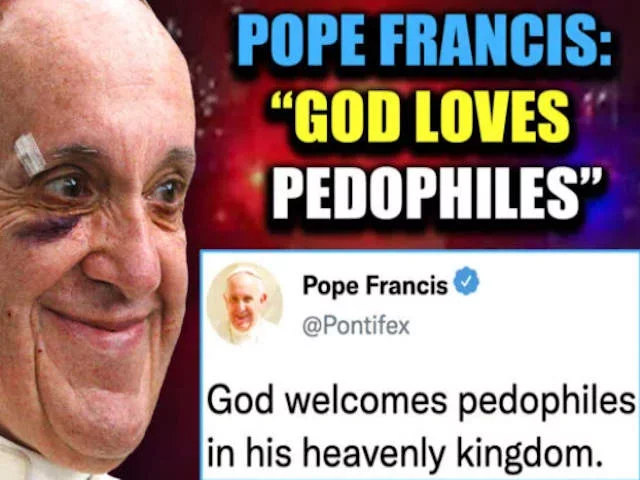 POPE FRANCIS:
“GOD LOVES
PEDOPHILES”
Pope Francis
@Pontifex
God welcomes pedophiles
in his heavenly kingdom.